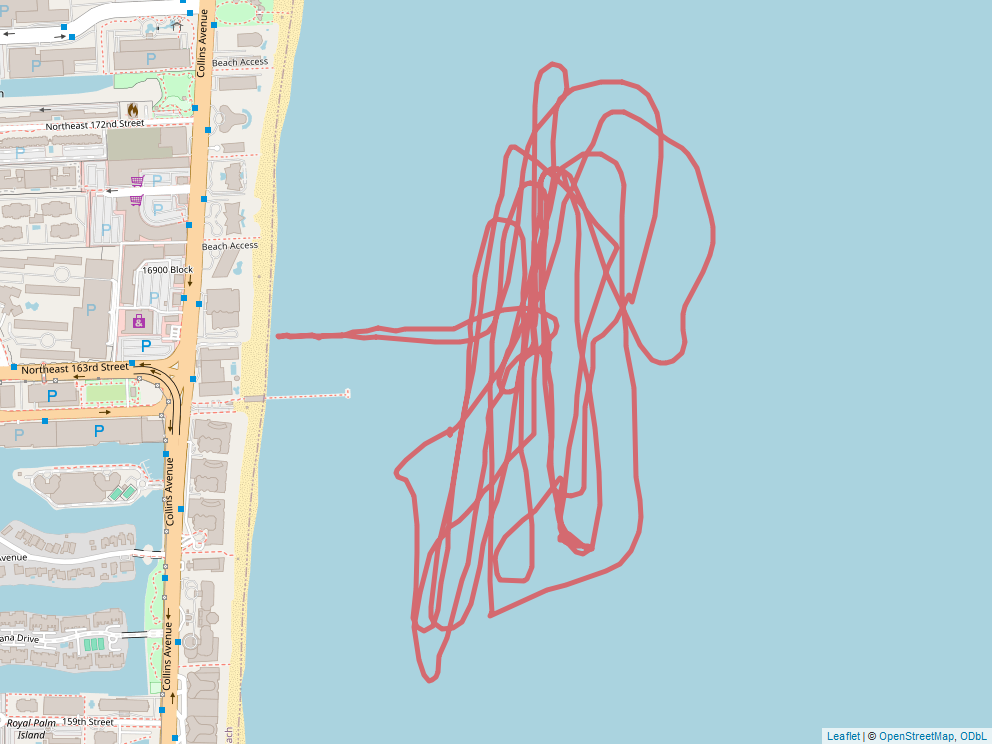 Collins Avenue
Beach Access
P
P
P
n
Northeast 172nd Street
P
P
P
P
Beach Access
16900 Block
P
P
P
Northeast 163rd Street
P
P
P
Collins Avenue
Avenue
ana Drive
Collins Avenue
159th Street
Royal Palm
Island
ach
Leaflet | © OpenStreetMap, ODbL